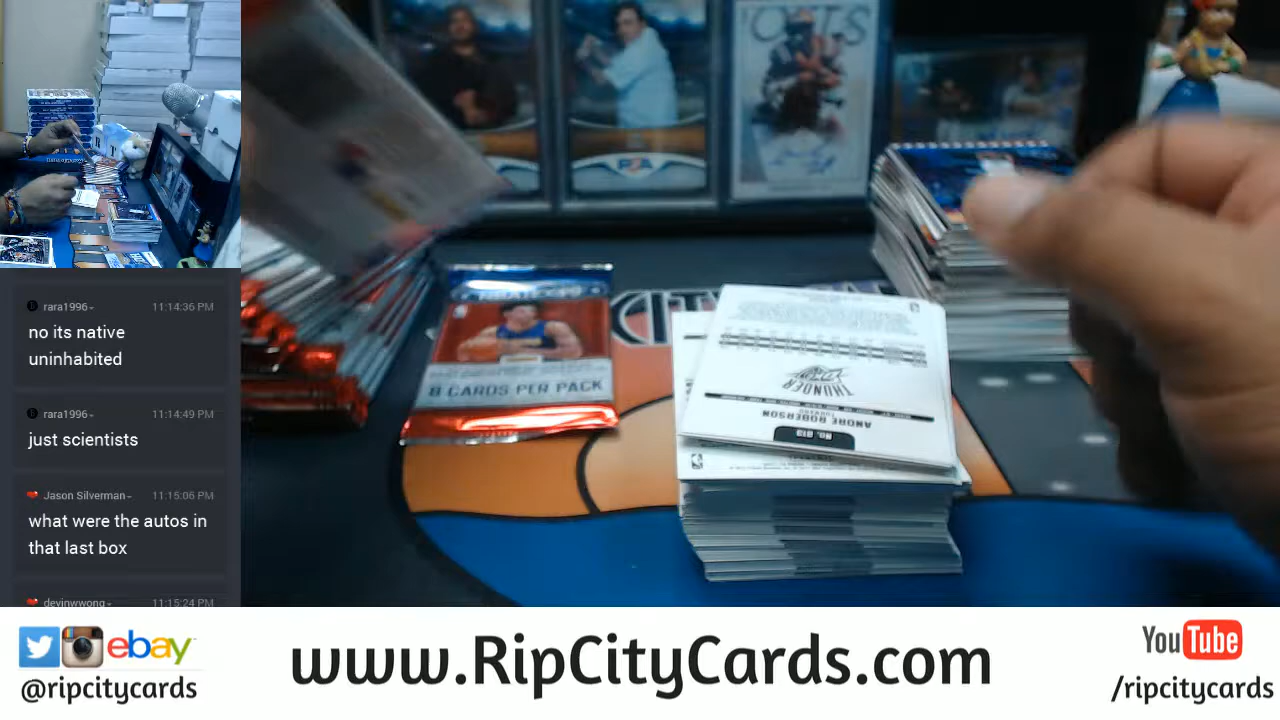 rara1996 11:14:36 PM
no its native
uninhabited
rara1996 11:14:49 PM
just scientists
Jason Silverman 11:15:06 PM
what were the autos in
that last box
devinwwong 11:15:24 PM
8 CARDS PER PACK
THUNDER
ANDRE ROBERSON
ebay
@ripcitycards
www.RipCityCards.com
YouTube
/ripcitycards